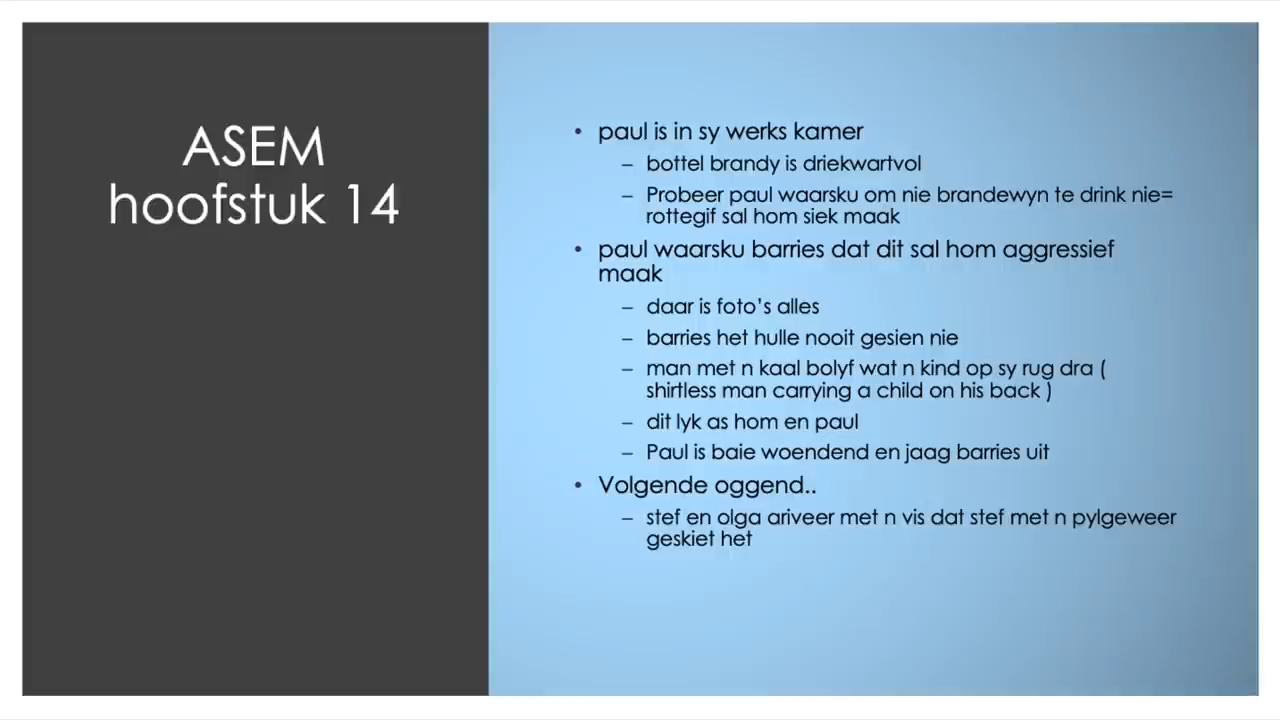 ASEM
hoofstuk 14
• paul is in sy werks kamer
– bottel brandy is driekwartvol
– Probeer paul waarsku om nie brandewyn te drink nie=
rottegif sal hom siek maak
• paul waarsku barries dat dit sal hom aggressief
maak
– daar is foto's alles
– barries het hulle nooit gesien nie
– man met n kaal bolyf wat n kind op sy rug dra (
shirtless man carrying a child on his back )
– dit lyk as hom en paul
– Paul is baie woendend en jaag barries uit
• Volgende oggend..
– stef en olga ariveer met n vis dat stef met n pylgeweer
geskiet het